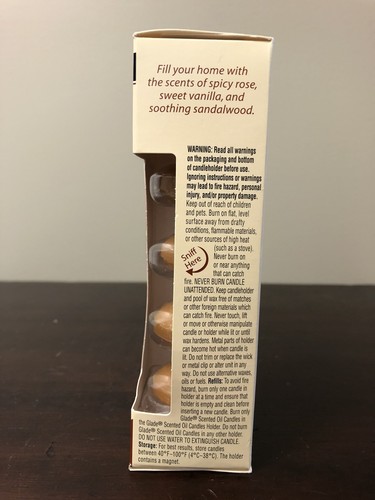 Fill your home with
the scents of spicy rose,
sweet vanilla, and
soothing sandalwood.
WARNING: Read all warnings
on the packaging and bottom
of candleholder before use.
Ignoring instructions or warnings
may lead to fire hazard, personal
injury, and/or property damage.
Keep out of reach of children
and pets. Burn on flat, level
surface away from drafty
conditions, flammable materials,
or other sources of high heat
(such as a stove).
Never burn on
or near anything
that can catch
fire. NEVER BURN CANDLE
UNATTENDED. Keep candleholder
and pool of wax free of matches
or other foreign materials which
can catch fire. Never touch, lift
or move or otherwise manipulate
candle or holder while lit or until
wax hardens. Metal parts of holder
can become hot when candle is
lit. Do not trim or replace the wick
or metal clip or alter unit in any
way. Do not use alternative waxes,
oils or fuels. Refills: To avoid fire
hazard, burn only one candle in
holder at a time and ensure that
holder is empty and clean before
inserting a new candle. Burn only
Glade® Scented Oil Candles in
the Glade® Scented Oil Candles Holder. Do not burn
Glade® Scented Oil Candles in any other holder.
DO NOT USE WATER TO EXTINGUISH CANDLE.
Storage: For best results, store candles
between 40°F–100°F (4°C–38°C). The holder
contains a magnet.
Sniff
Here